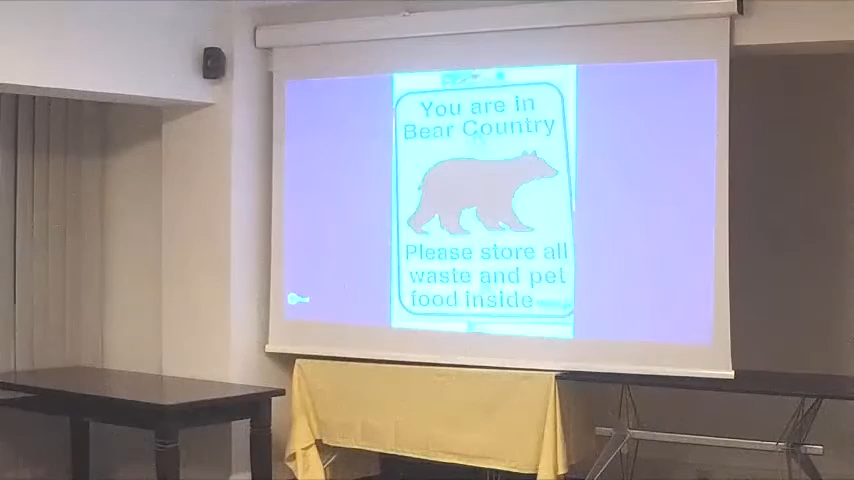 You are in
Bear Country
Please store all
waste and pet
food inside